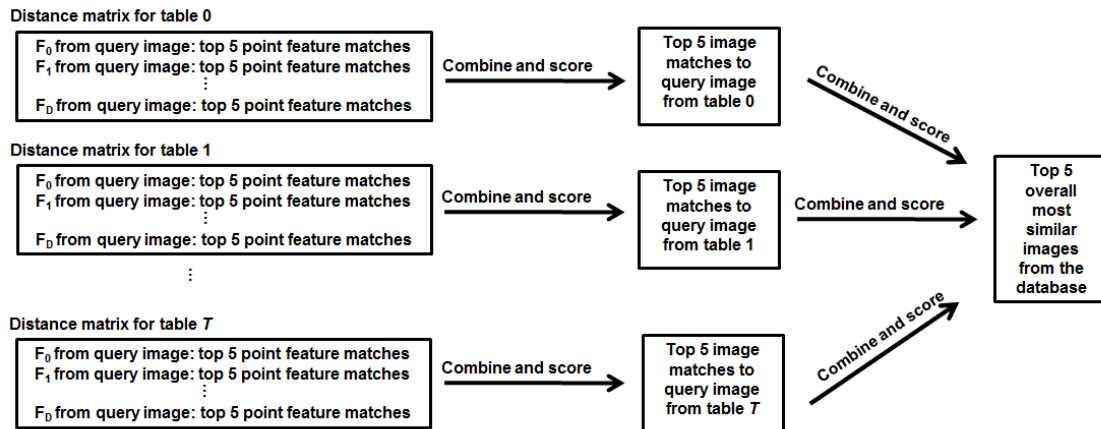 Distance matrix for table 0
F₀ from query image: top 5 point feature matches
F₁ from query image: top 5 point feature matches
⋮
F_D from query image: top 5 point feature matches
Combine and score
Top 5 image
matches to
query image
from table 0
Combine and score
Distance matrix for table 1
F₀ from query image: top 5 point feature matches
F₁ from query image: top 5 point feature matches
⋮
F_D from query image: top 5 point feature matches
Combine and score
Top 5 image
matches to
query image
from table 1
Combine and score
⋮
Distance matrix for table T
F₀ from query image: top 5 point feature matches
F₁ from query image: top 5 point feature matches
⋮
F_D from query image: top 5 point feature matches
Combine and score
Top 5 image
matches to
query image
from table T
Combine and score
Top 5
overall
most
similar
images
from the
database